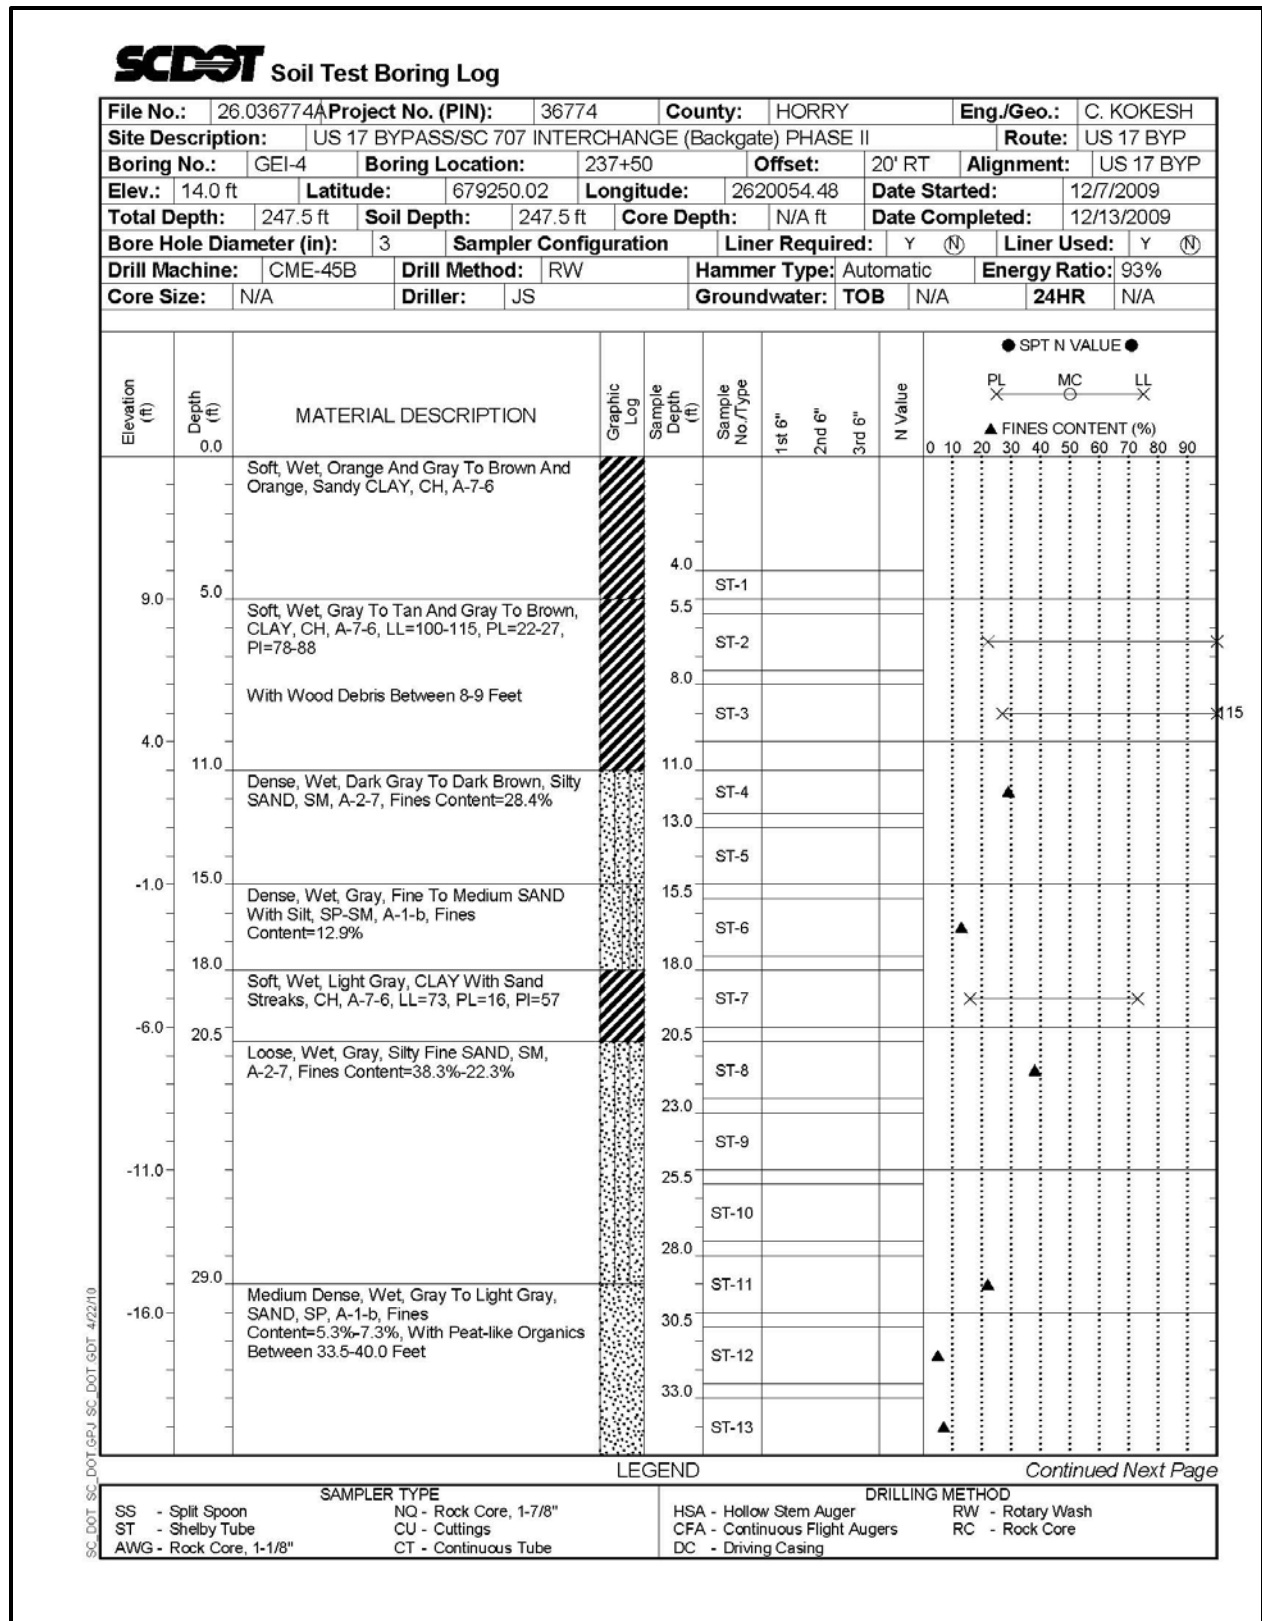 SCDOT Soil Test Boring Log
File No.: 26.036774A Project No. (PIN): 36774 County: HORRY Eng./Geo.: C. KOKESH
Site Description: US 17 BYPASS/SC 707 INTERCHANGE (Backgate) PHASE II Route: US 17 BYP
Boring No.: GEI-4 Boring Location: 237+50 Offset: 20' RT Alignment: US 17 BYP
Elev.: 14.0 ft Latitude: 679250.02 Longitude: 2620054.48 Date Started: 12/7/2009
Total Depth: 247.5 ft Soil Depth: 247.5 ft Core Depth: N/A ft Date Completed: 12/13/2009
Bore Hole Diameter (in): 3 Sampler Configuration Liner Required: Y N Liner Used: Y N
Drill Machine: CME-45B Drill Method: RW Hammer Type: Automatic Energy Ratio: 93%
Core Size: N/A Driller: JS Groundwater: TOB N/A 24HR N/A
Elevation (ft)
Depth (ft)
0.0
MATERIAL DESCRIPTION
Graphic Log
Sample Depth (ft)
Sample No./Type
1st 6"
2nd 6"
3rd 6"
N Value
● SPT N VALUE ●
PL MC LL
▲ FINES CONTENT (%)
0 10 20 30 40 50 60 70 80 90
Soft, Wet, Orange And Gray To Brown And
Orange, Sandy CLAY, CH, A-7-6
4.0
ST-1
9.0 5.0
5.5
Soft, Wet, Gray To Tan And Gray To Brown,
CLAY, CH, A-7-6, LL=100-115, PL=22-27,
PI=78-88
ST-2
8.0
With Wood Debris Between 8-9 Feet
ST-3
115
4.0
11.0 11.0
Dense, Wet, Dark Gray To Dark Brown, Silty
SAND, SM, A-2-7, Fines Content=28.4%
ST-4
13.0
ST-5
-1.0 15.0
15.5
Dense, Wet, Gray, Fine To Medium SAND
With Silt, SP-SM, A-1-b, Fines
Content=12.9%
ST-6
18.0 18.0
Soft, Wet, Light Gray, CLAY With Sand
Streaks, CH, A-7-6, LL=73, PL=16, PI=57
ST-7
-6.0 20.5 20.5
Loose, Wet, Gray, Silty Fine SAND, SM,
A-2-7, Fines Content=38.3%-22.3%
ST-8
23.0
ST-9
-11.0
25.5
ST-10
28.0
29.0
ST-11
Medium Dense, Wet, Gray To Light Gray,
-16.0
SAND, SP, A-1-b, Fines
30.5
Content=5.3%-7.3%, With Peat-like Organics
Between 33.5-40.0 Feet
ST-12
33.0
ST-13
LEGEND
Continued Next Page
SAMPLER TYPE
SS - Split Spoon NQ - Rock Core, 1-7/8"
ST - Shelby Tube CU - Cuttings
AWG - Rock Core, 1-1/8" CT - Continuous Tube
DRILLING METHOD
HSA - Hollow Stem Auger RW - Rotary Wash
CFA - Continuous Flight Augers RC - Rock Core
DC - Driving Casing
SC_DOT SC_DOT.GPJ SC_DOT.GDT 4/22/10